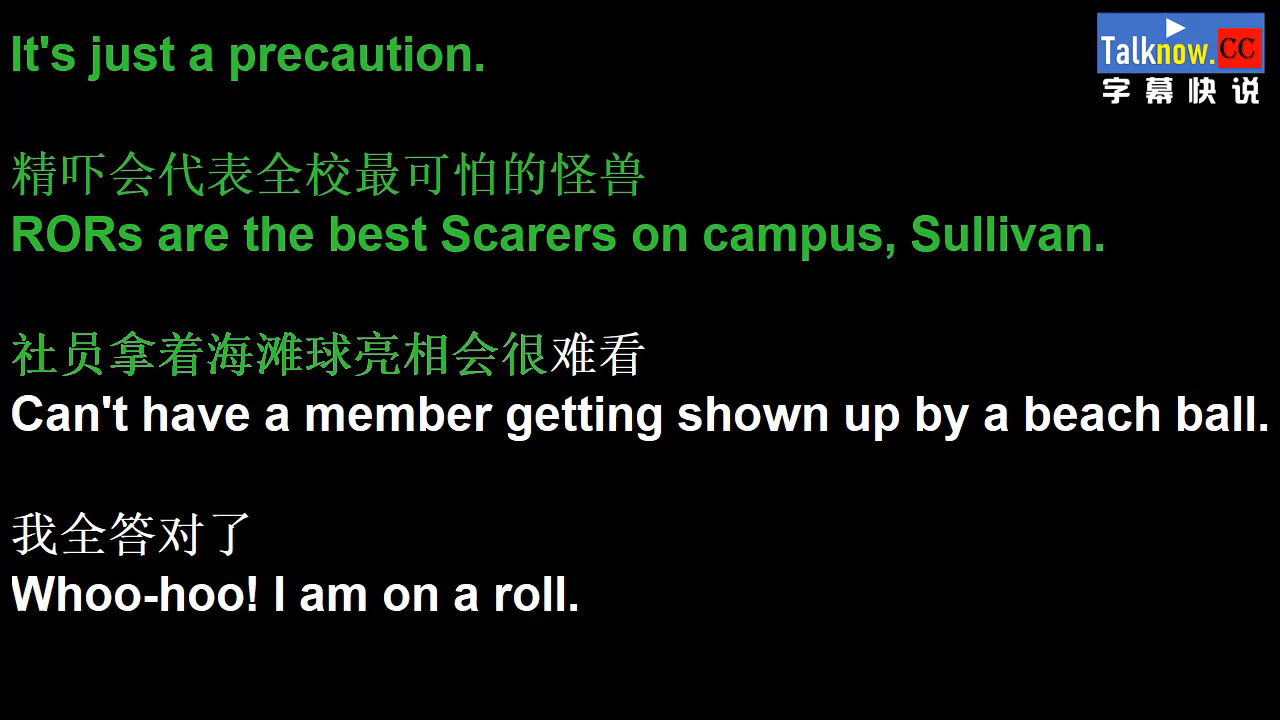 It's just a precaution.
Talknow.CC
字幕快说
精吓会代表全校最可怕的怪兽
RORs are the best Scarers on campus, Sullivan.
社员拿着海滩球亮相会很难看
Can't have a member getting shown up by a beach ball.
我全答对了
Whoo-hoo! I am on a roll.